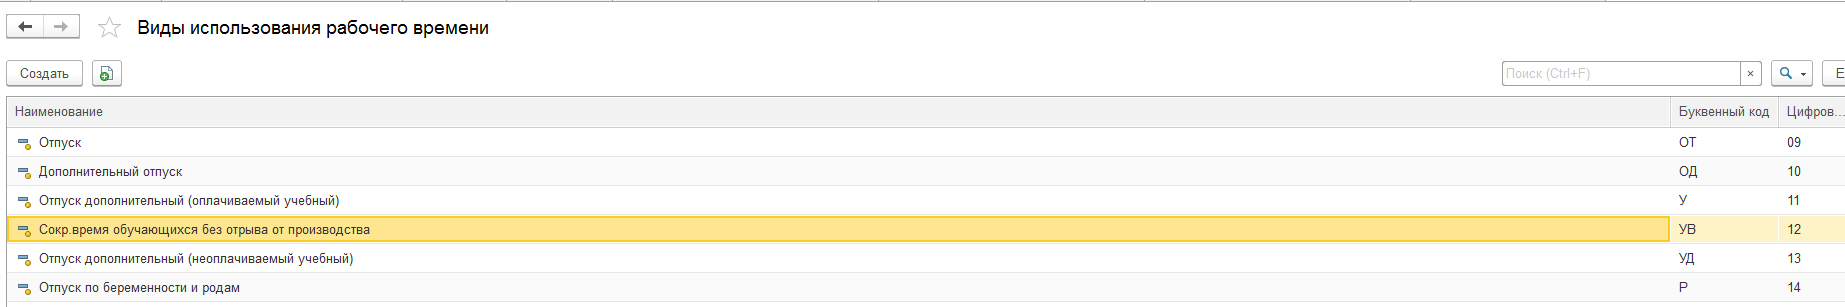 Виды использования рабочего времени
Создать
Поиск (Ctrl+F)
×
Е
Наименование Буквенный код Цифров...
Отпуск ОТ 09
Дополнительный отпуск ОД 10
Отпуск дополнительный (оплачиваемый учебный) У 11
Сокр.время обучающихся без отрыва от производства УВ 12
Отпуск дополнительный (неоплачиваемый учебный) УД 13
Отпуск по беременности и родам Р 14